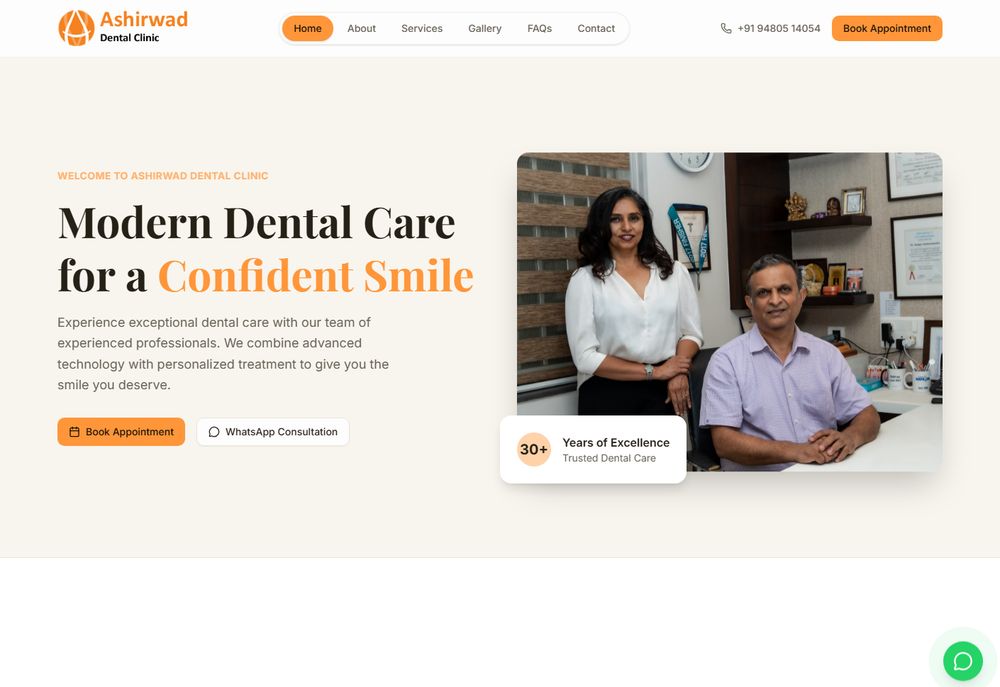 Ashirwad
Dental Clinic
Home
About
Services
Gallery
FAQs
Contact
+91 94805 14054
Book Appointment
WELCOME TO ASHIRWAD DENTAL CLINIC
Modern Dental Care
for a Confident Smile
Experience exceptional dental care with our team of
experienced professionals. We combine advanced
technology with personalized treatment to give you the
smile you deserve.
Book Appointment
WhatsApp Consultation
30+
Years of Excellence
Trusted Dental Care